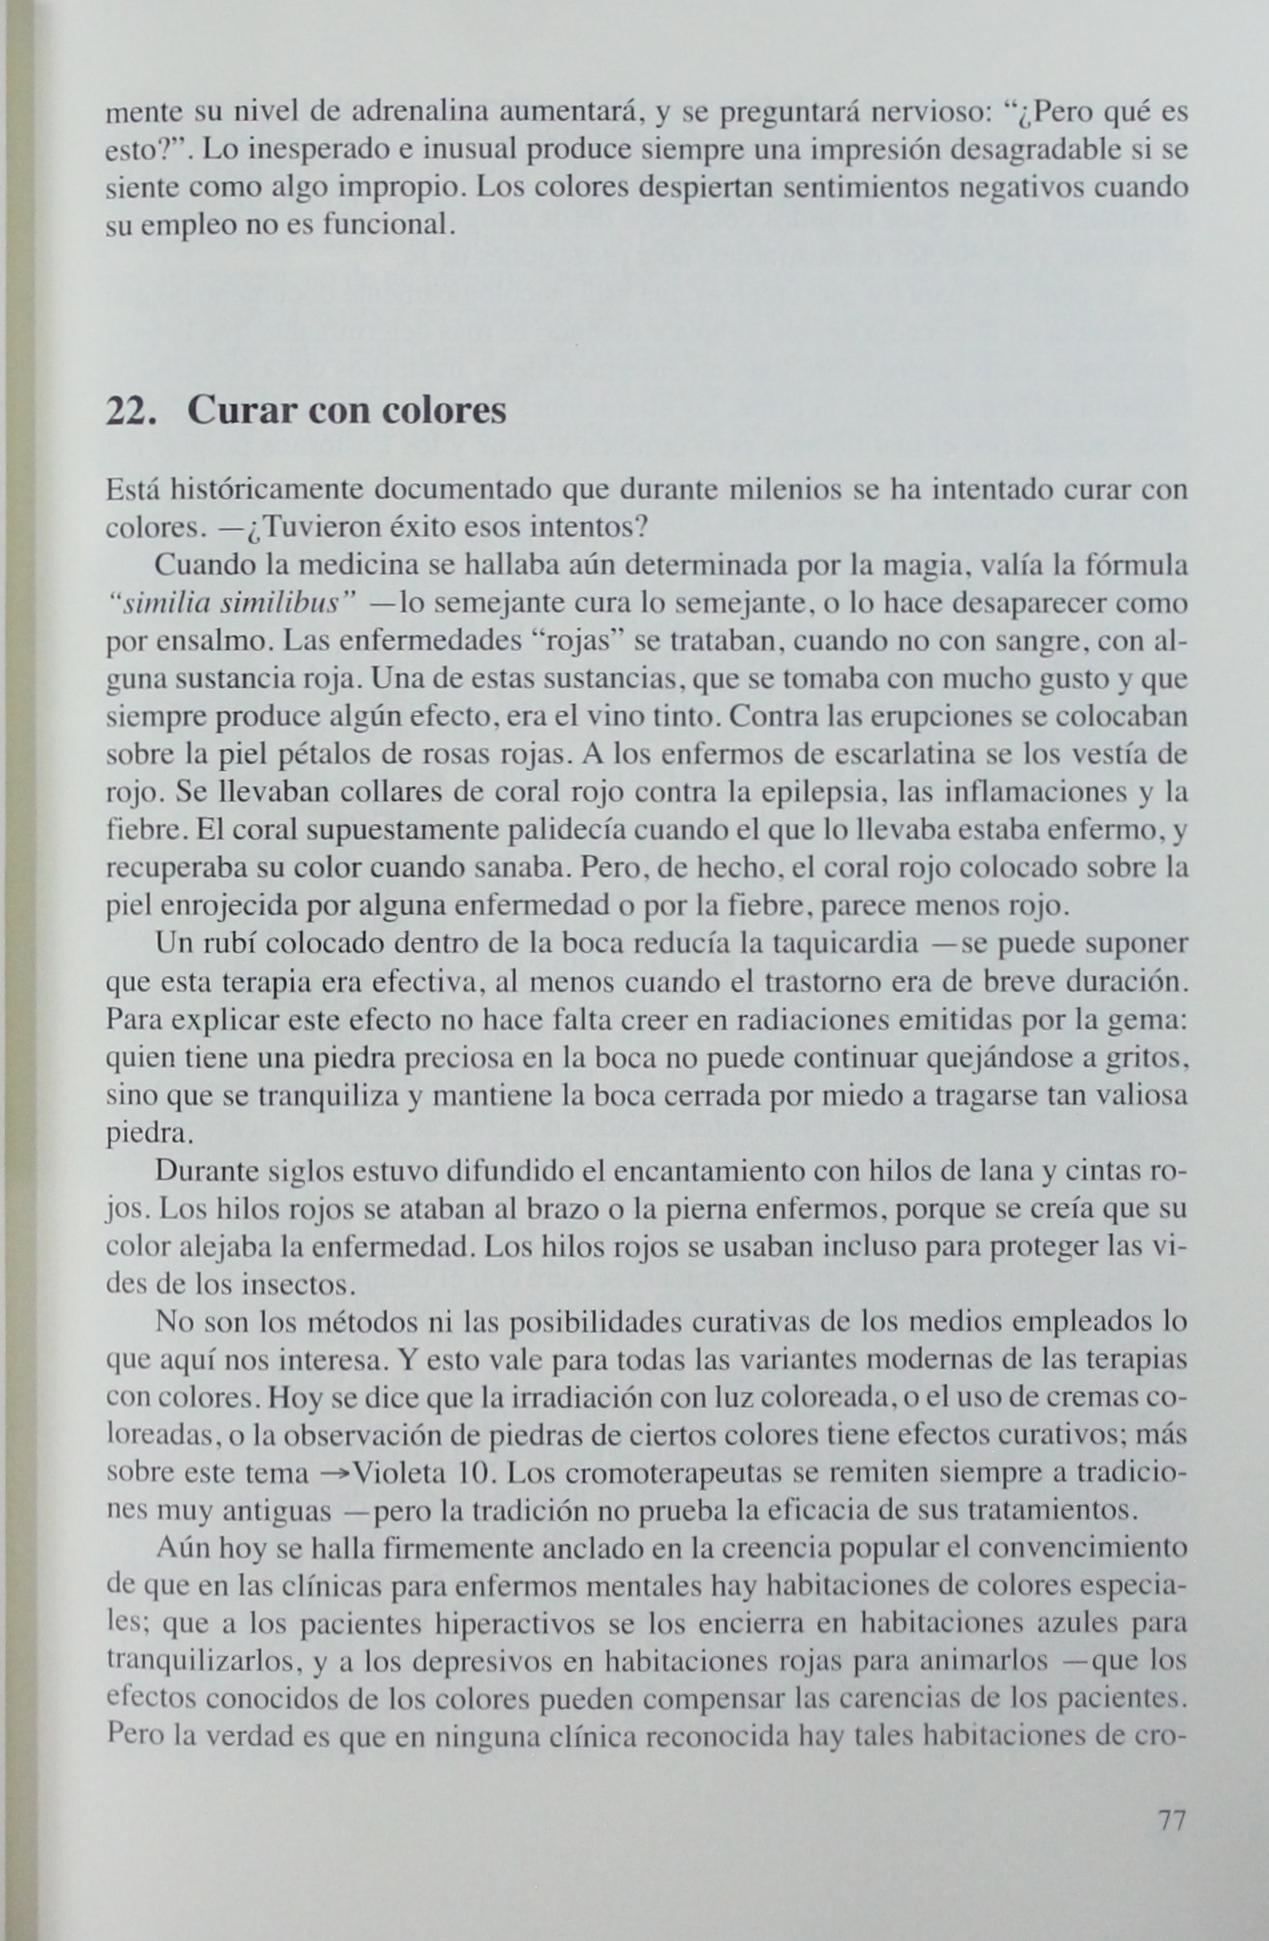 mente su nivel de adrenalina aumentará, y se preguntará nervioso: “¿Pero qué es
esto?”. Lo inesperado e inusual produce siempre una impresión desagradable si se
siente como algo impropio. Los colores despiertan sentimientos negativos cuando
su empleo no es funcional.
22. Curar con colores
Está históricamente documentado que durante milenios se ha intentado curar con
colores. —¿Tuvieron éxito esos intentos?
Cuando la medicina se hallaba aún determinada por la magia, valía la fórmula
“similia similibus” —lo semejante cura lo semejante, o lo hace desaparecer como
por ensalmo. Las enfermedades “rojas” se trataban, cuando no con sangre, con al-
guna sustancia roja. Una de estas sustancias, que se tomaba con mucho gusto y que
siempre produce algún efecto, era el vino tinto. Contra las erupciones se colocaban
sobre la piel pétalos de rosas rojas. A los enfermos de escarlatina se los vestía de
rojo. Se llevaban collares de coral rojo contra la epilepsia, las inflamaciones y la
fiebre. El coral supuestamente palidecía cuando el que lo llevaba estaba enfermo, y
recuperaba su color cuando sanaba. Pero, de hecho, el coral rojo colocado sobre la
piel enrojecida por alguna enfermedad o por la fiebre, parece menos rojo.
Un rubí colocado dentro de la boca reducía la taquicardia —se puede suponer
que esta terapia era efectiva, al menos cuando el trastorno era de breve duración.
Para explicar este efecto no hace falta creer en radiaciones emitidas por la gema:
quien tiene una piedra preciosa en la boca no puede continuar quejándose a gritos,
sino que se tranquiliza y mantiene la boca cerrada por miedo a tragarse tan valiosa
piedra.
Durante siglos estuvo difundido el encantamiento con hilos de lana y cintas ro-
jos. Los hilos rojos se ataban al brazo o la pierna enfermos, porque se creía que su
color alejaba la enfermedad. Los hilos rojos se usaban incluso para proteger las vi-
des de los insectos.
No son los métodos ni las posibilidades curativas de los medios empleados lo
que aquí nos interesa. Y esto vale para todas las variantes modernas de las terapias
con colores. Hoy se dice que la irradiación con luz coloreada, o el uso de cremas co-
loreadas, o la observación de piedras de ciertos colores tiene efectos curativos; más
sobre este tema →Violeta 10. Los cromoterapeutas se remiten siempre a tradicio-
nes muy antiguas —pero la tradición no prueba la eficacia de sus tratamientos.
Aún hoy se halla firmemente anclado en la creencia popular el convencimiento
de que en las clínicas para enfermos mentales hay habitaciones de colores especia-
les; que a los pacientes hiperactivos se los encierra en habitaciones azules para
tranquilizarlos, y a los depresivos en habitaciones rojas para animarlos —que los
efectos conocidos de los colores pueden compensar las carencias de los pacientes.
Pero la verdad es que en ninguna clínica reconocida hay tales habitaciones de cro-
77